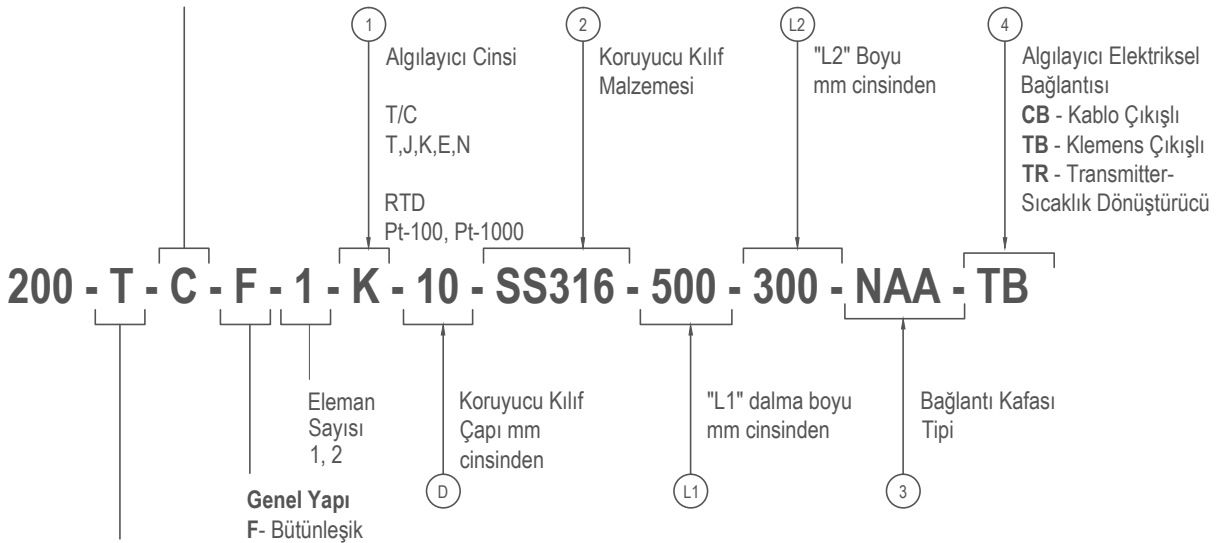 1
Algılayıcı Cinsi
T/C
T,J,K,E,N
RTD
Pt-100, Pt-1000
2
Koruyucu Kılıf
Malzemesi
L2
"L2" Boyu
mm cinsinden
4
Algılayıcı Elektriksel
Bağlantısı
CB - Kablo Çıkışlı
TB - Klemens Çıkışlı
TR - Transmitter-
Sıcaklık Dönüştürücü
200 - T - C - F - 1 - K - 10 - SS316 - 500 - 300 - NAA - TB
Eleman
Sayısı
1, 2
Genel Yapı
F- Bütünleşik
Koruyucu Kılıf
Çapı mm
cinsinden
D
"L1" dalma boyu
mm cinsinden
L1
Bağlantı Kafası
Tipi
3